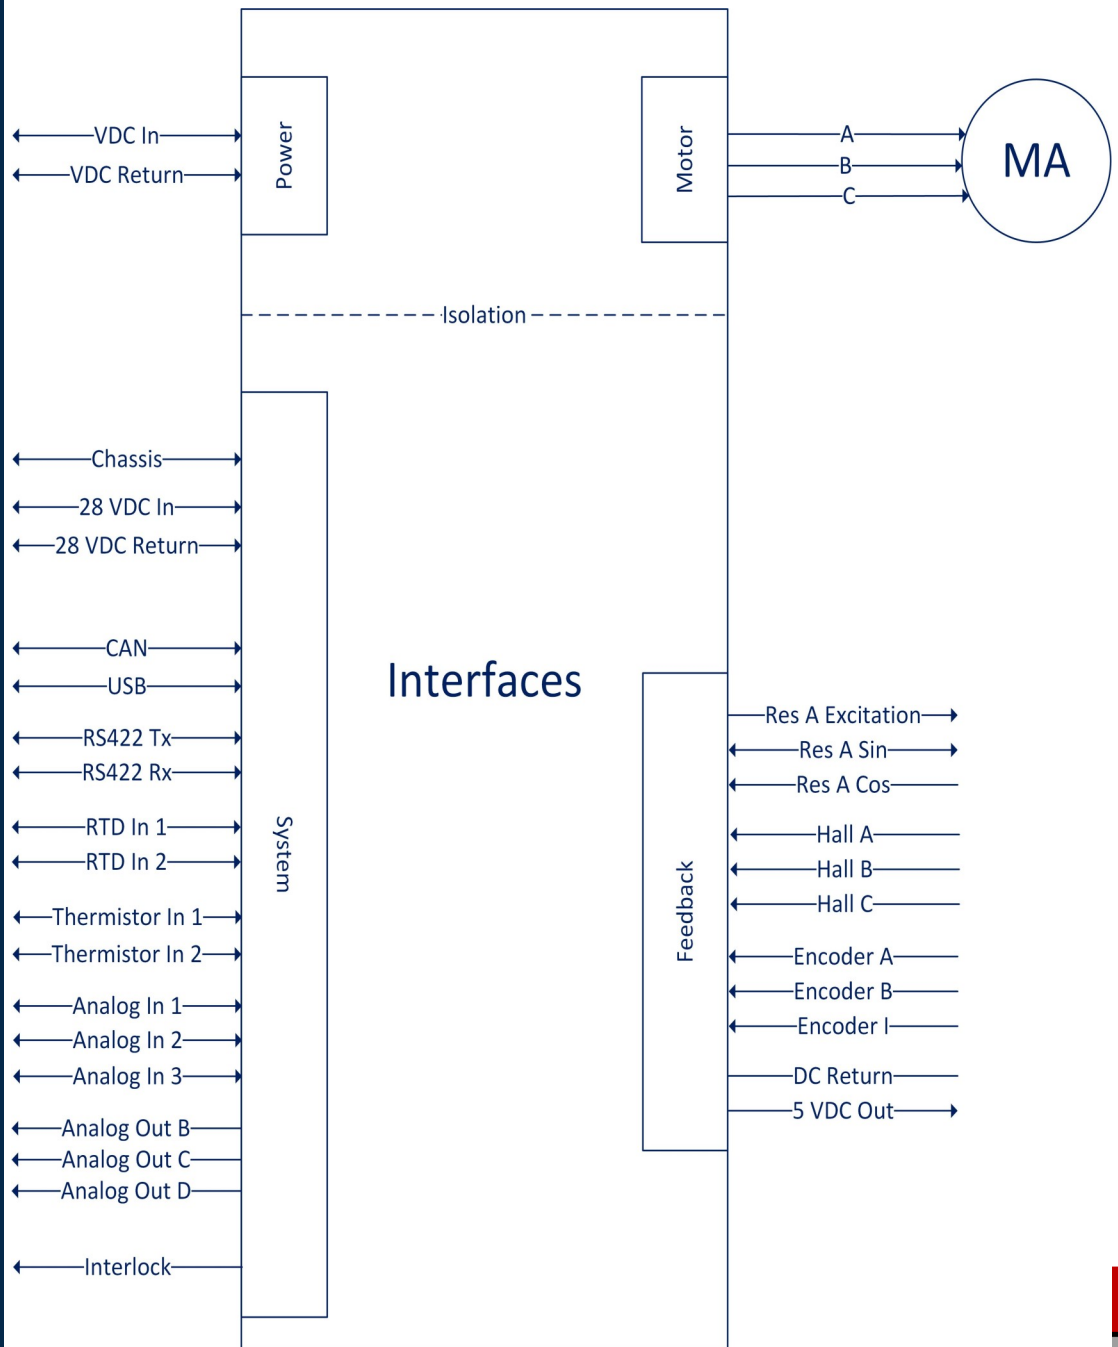 VDC In
VDC Return
Power
Motor
A
B
C
MA
Isolation
Chassis
28 VDC In
28 VDC Return
CAN
USB
RS422 Tx
RS422 Rx
RTD In 1
RTD In 2
Thermistor In 1
Thermistor In 2
Analog In 1
Analog In 2
Analog In 3
Analog Out B
Analog Out C
Analog Out D
Interlock
System
Interfaces
Feedback
Res A Excitation
Res A Sin
Res A Cos
Hall A
Hall B
Hall C
Encoder A
Encoder B
Encoder I
DC Return
5 VDC Out